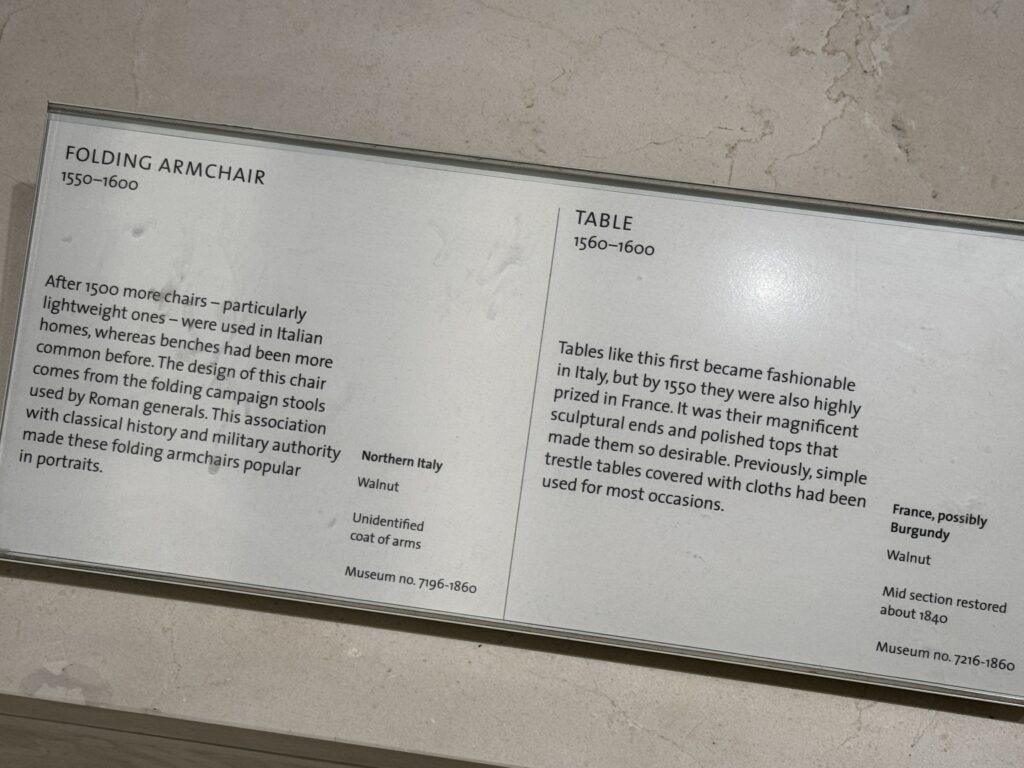 FOLDING ARMCHAIR
1550–1600
After 1500 more chairs – particularly
lightweight ones – were used in Italian
homes, whereas benches had been more
common before. The design of this chair
comes from the folding campaign stools
used by Roman generals. This association
with classical history and military authority
made these folding armchairs popular
in portraits.
Northern Italy
Walnut
Unidentified
coat of arms
Museum no. 7196-1860
TABLE
1560–1600
Tables like this first became fashionable
in Italy, but by 1550 they were also highly
prized in France. It was their magnificent
sculptural ends and polished tops that
made them so desirable. Previously, simple
trestle tables covered with cloths had been
used for most occasions.
France, possibly
Burgundy
Walnut
Mid section restored
about 1840
Museum no. 7216-1860